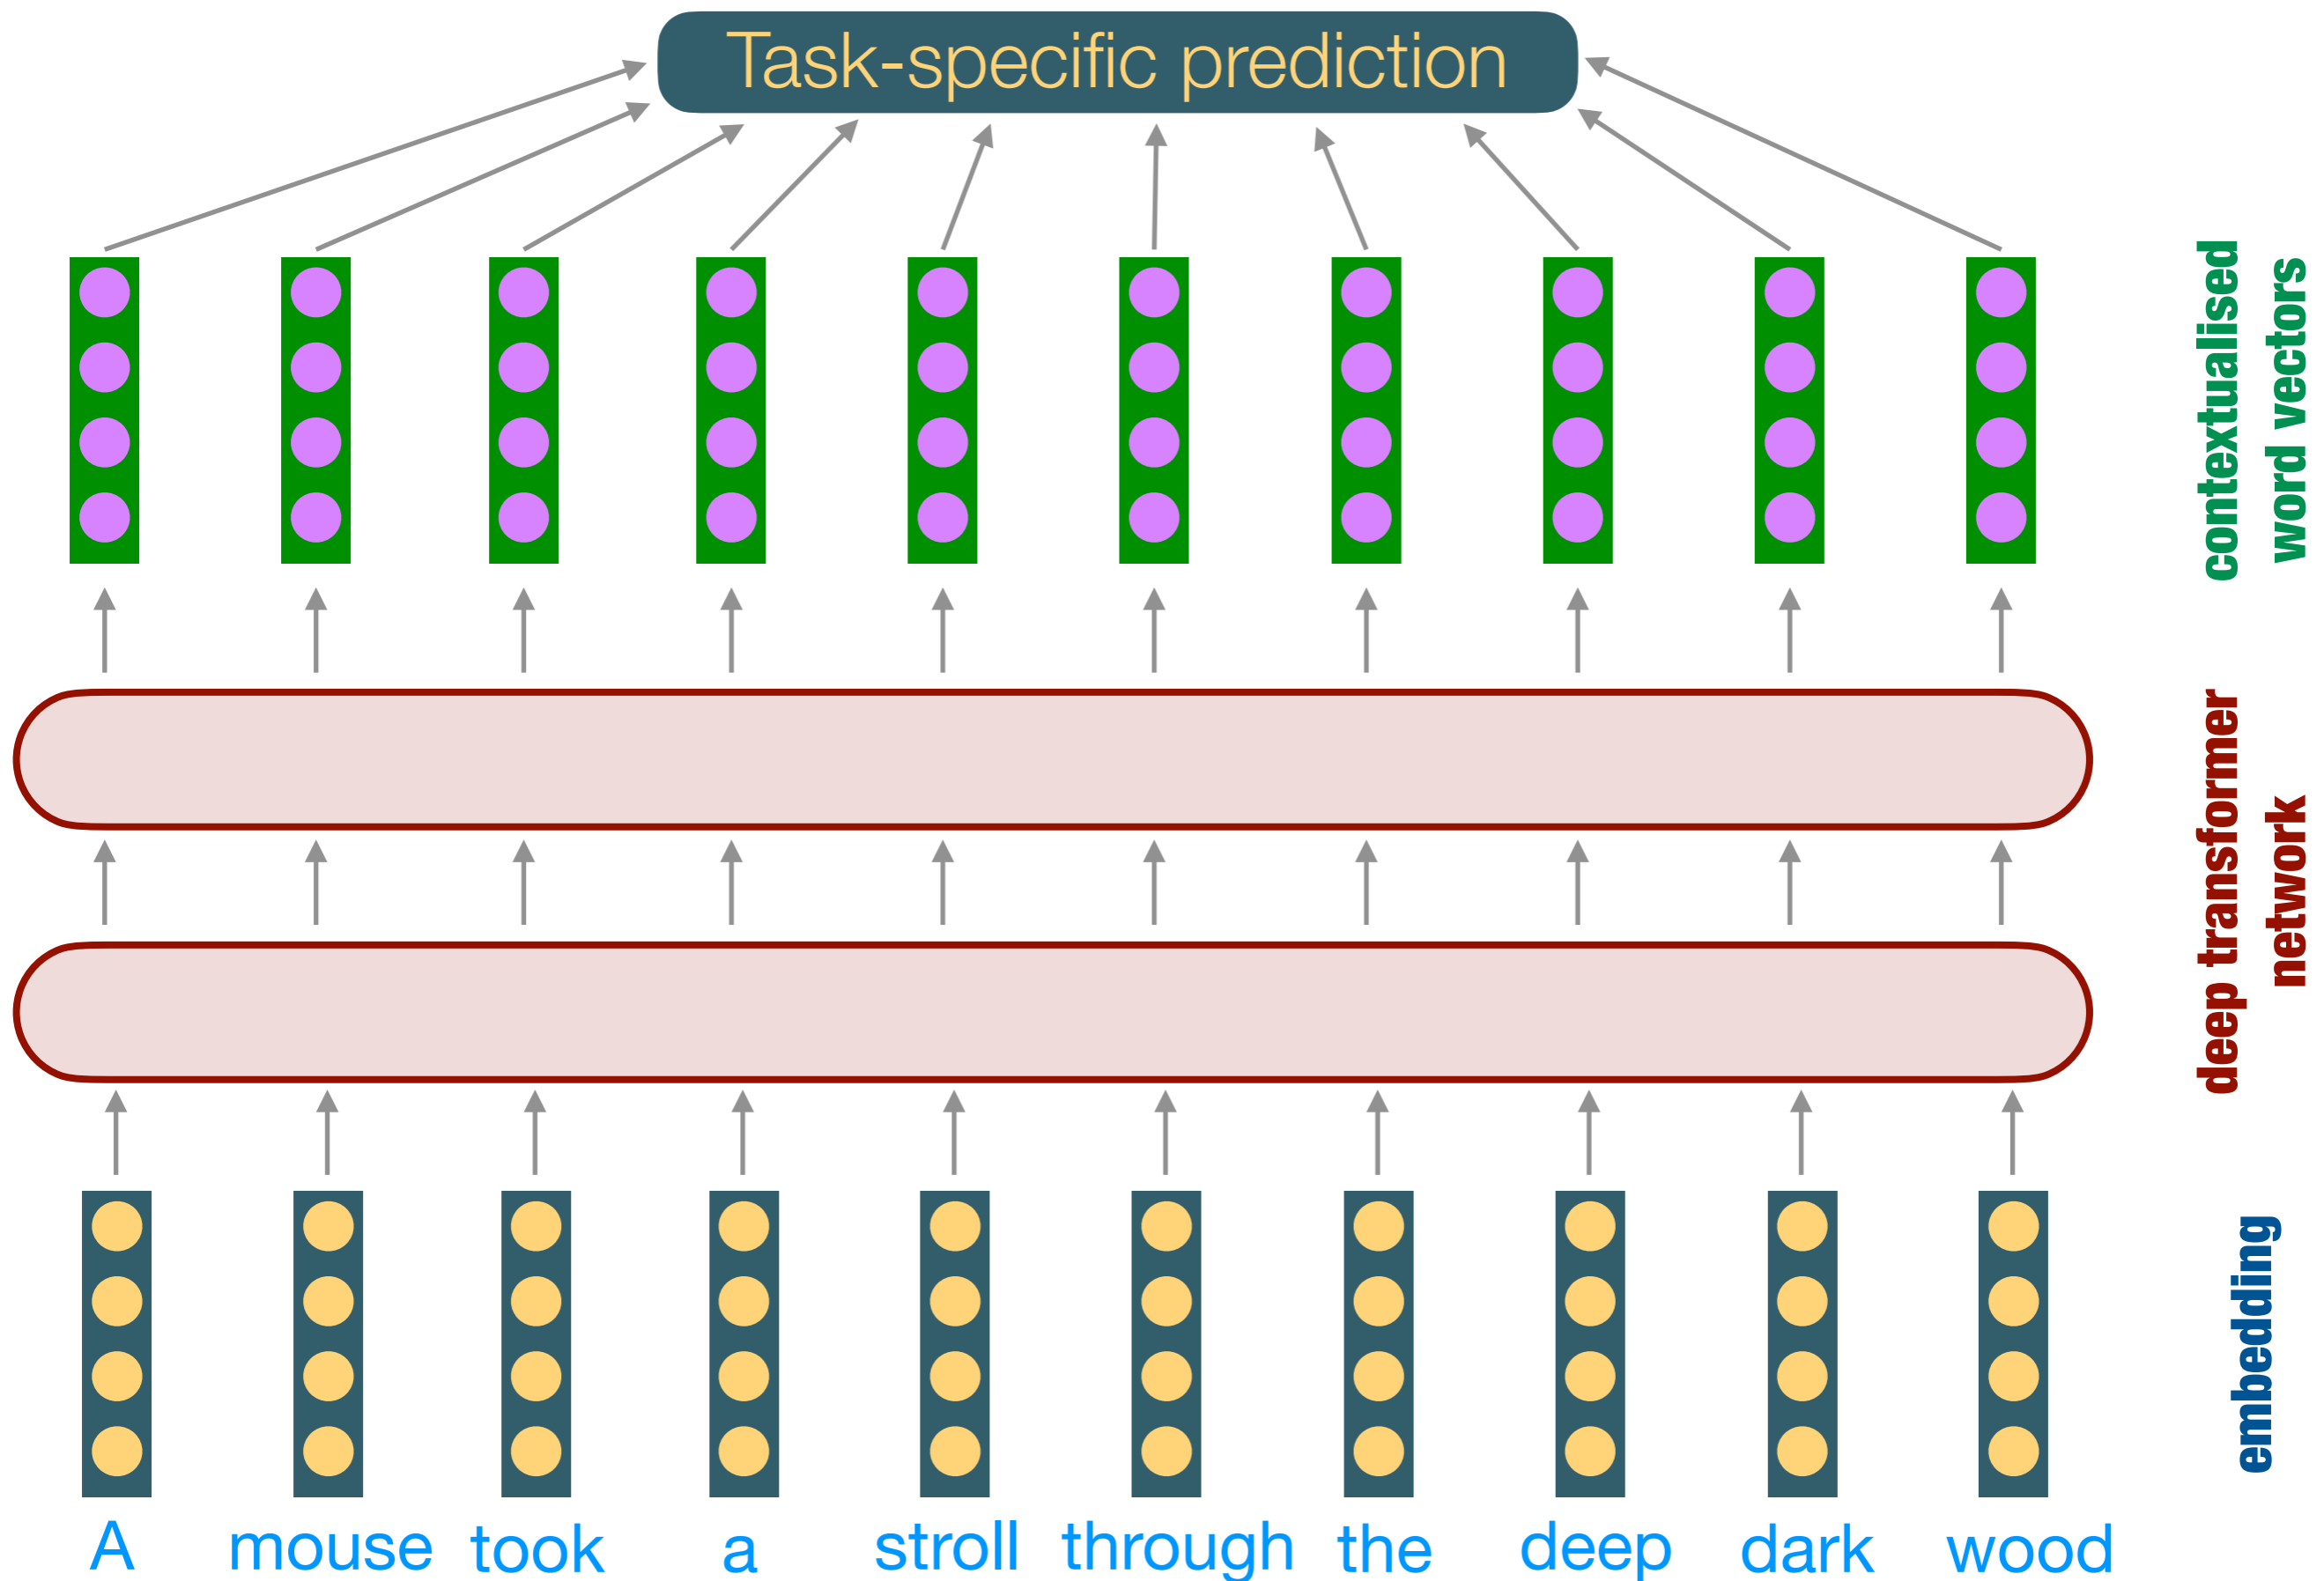 Task-specific prediction
contextualised
word vectors
deep transformer
network
embedding
A mouse took a stroll through the deep dark wood